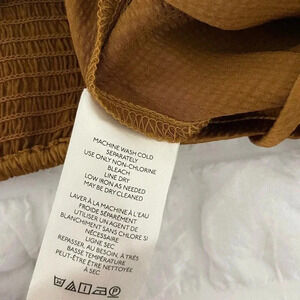 MACHINE WASH COLD
SEPARATELY
USE ONLY NON-CHLORINE
BLEACH
LINE DRY
LOW IRON AS NEEDED
MAY BE DRY CLEANED
LAVER À LA MACHINE À L'EAU
FROIDE SÉPARÉMENT
UTILISER UN AGENT DE
BLANCHIMENT SANS CHLORE SI
NÉCESSAIRE
LIGNE SEC
REPASSER, AU BESOIN, À TRÈS
BASSE TEMPÉRATURE
PEUT-ÊTRE ÊTRE NETTOYÉE
À SEC